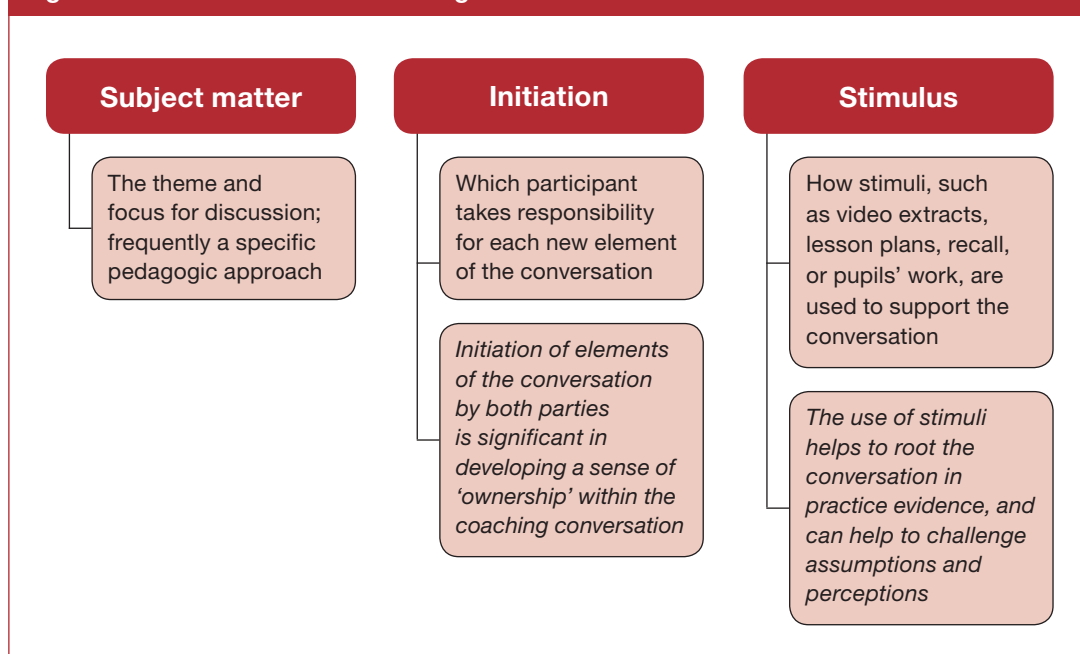 Subject matter
The theme and
focus for discussion;
frequently a specific
pedagogic approach
Initiation
Which participant
takes responsibility
for each new element
of the conversation
Initiation of elements
of the conversation
by both parties
is significant in
developing a sense of
‘ownership’ within the
coaching conversation
Stimulus
How stimuli, such
as video extracts,
lesson plans, recall,
or pupils’ work, are
used to support the
conversation
The use of stimuli
helps to root the
conversation in
practice evidence, and
can help to challenge
assumptions and
perceptions